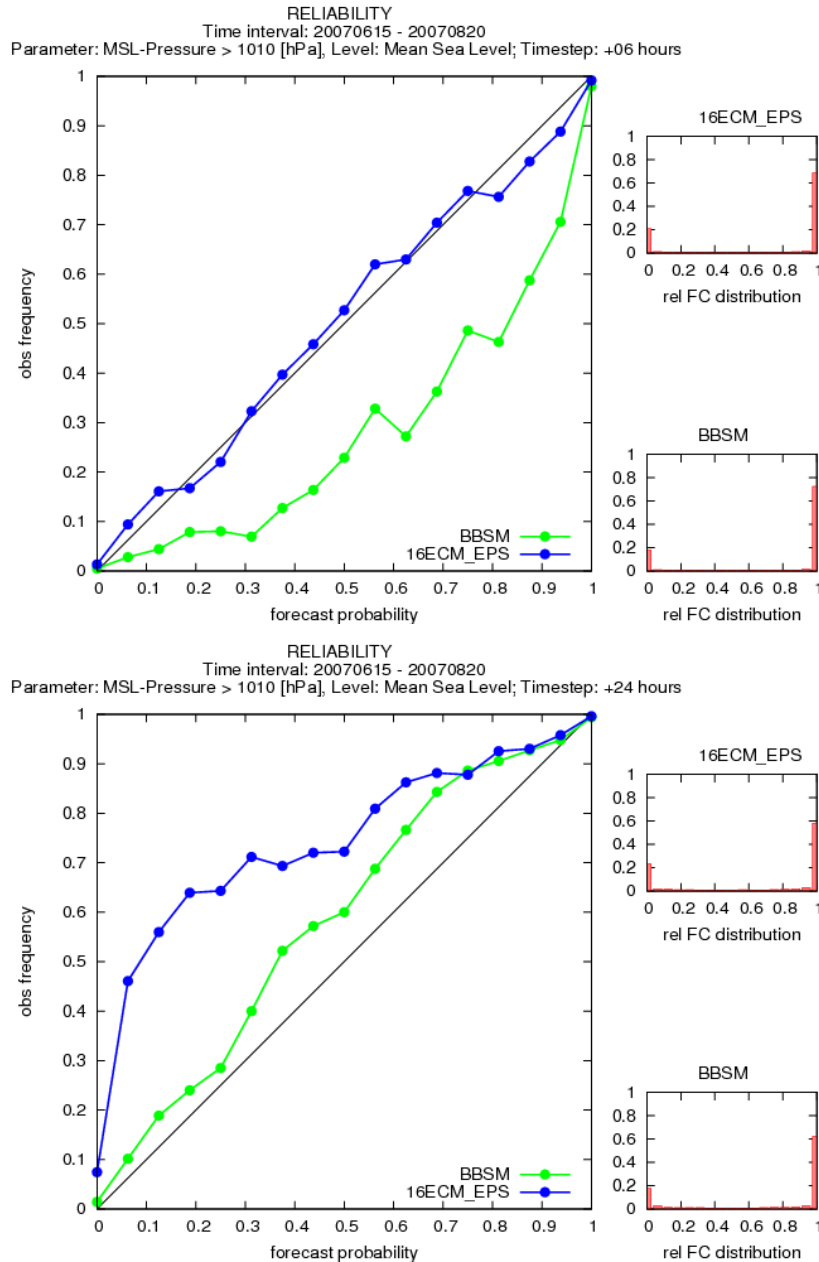 RELIABILITY
Time interval: 20070615 - 20070820
Parameter: MSL-Pressure > 1010 [hPa], Level: Mean Sea Level; Timestep: +06 hours
1
0.9
0.8
0.7
0.6
0.5
0.4
0.3
0.2
0.1
0
obs frequency
BBSM
16ECM_EPS
0 0.1 0.2 0.3 0.4 0.5 0.6 0.7 0.8 0.9 1
forecast probability
16ECM_EPS
1
0.8
0.6
0.4
0.2
0
0 0.2 0.4 0.6 0.8 1
rel FC distribution
BBSM
1
0.8
0.6
0.4
0.2
0
0 0.2 0.4 0.6 0.8 1
rel FC distribution
RELIABILITY
Time interval: 20070615 - 20070820
Parameter: MSL-Pressure > 1010 [hPa], Level: Mean Sea Level; Timestep: +24 hours
1
0.9
0.8
0.7
0.6
0.5
0.4
0.3
0.2
0.1
0
obs frequency
BBSM
16ECM_EPS
0 0.1 0.2 0.3 0.4 0.5 0.6 0.7 0.8 0.9 1
forecast probability
16ECM_EPS
1
0.8
0.6
0.4
0.2
0
0 0.2 0.4 0.6 0.8 1
rel FC distribution
BBSM
1
0.8
0.6
0.4
0.2
0
0 0.2 0.4 0.6 0.8 1
rel FC distribution